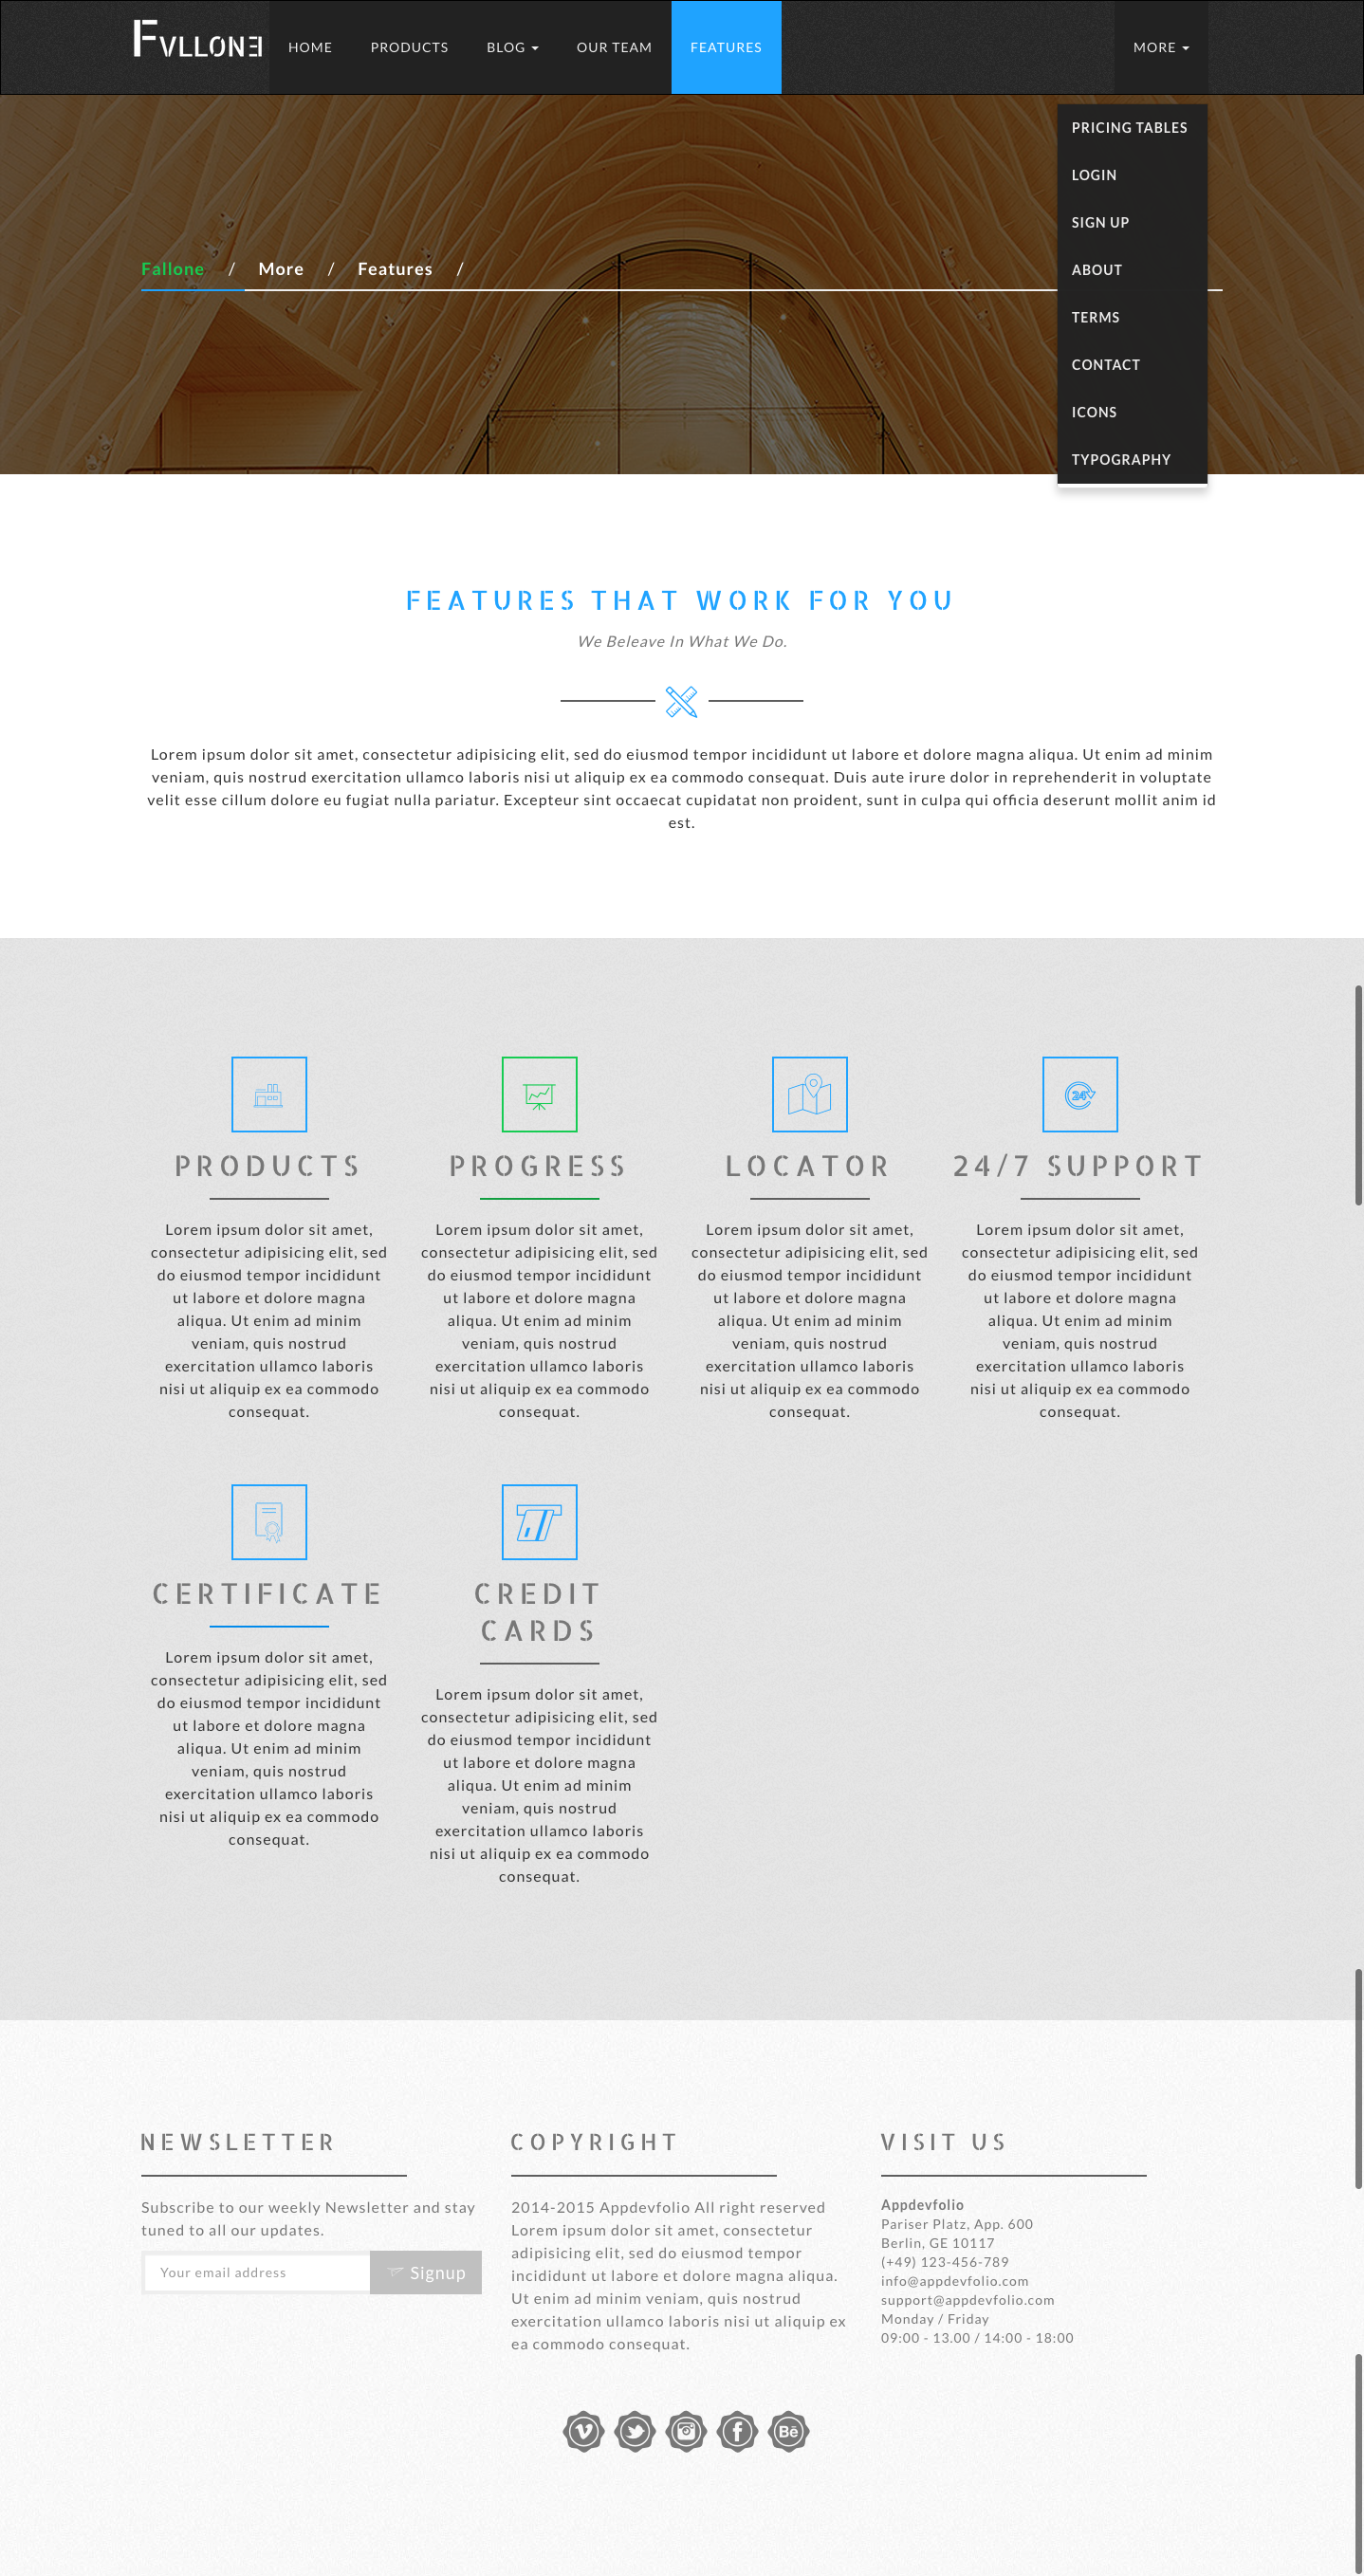 FALLONE
HOME PRODUCTS BLOG OUR TEAM FEATURES MORE
PRICING TABLES
LOGIN
SIGN UP
ABOUT
TERMS
CONTACT
ICONS
TYPOGRAPHY
Fallone / More / Features /
FEATURES THAT WORK FOR YOU
We Beleave In What We Do.
Lorem ipsum dolor sit amet, consectetur adipisicing elit, sed do eiusmod tempor incididunt ut labore et dolore magna aliqua. Ut enim ad minim
veniam, quis nostrud exercitation ullamco laboris nisi ut aliquip ex ea commodo consequat. Duis aute irure dolor in reprehenderit in voluptate
velit esse cillum dolore eu fugiat nulla pariatur. Excepteur sint occaecat cupidatat non proident, sunt in culpa qui officia deserunt mollit anim id
est.
PRODUCTS
Lorem ipsum dolor sit amet,
consectetur adipisicing elit, sed
do eiusmod tempor incididunt
ut labore et dolore magna
aliqua. Ut enim ad minim
veniam, quis nostrud
exercitation ullamco laboris
nisi ut aliquip ex ea commodo
consequat.
PROGRESS
Lorem ipsum dolor sit amet,
consectetur adipisicing elit, sed
do eiusmod tempor incididunt
ut labore et dolore magna
aliqua. Ut enim ad minim
veniam, quis nostrud
exercitation ullamco laboris
nisi ut aliquip ex ea commodo
consequat.
LOCATOR
Lorem ipsum dolor sit amet,
consectetur adipisicing elit, sed
do eiusmod tempor incididunt
ut labore et dolore magna
aliqua. Ut enim ad minim
veniam, quis nostrud
exercitation ullamco laboris
nisi ut aliquip ex ea commodo
consequat.
24
24/7 SUPPORT
Lorem ipsum dolor sit amet,
consectetur adipisicing elit, sed
do eiusmod tempor incididunt
ut labore et dolore magna
aliqua. Ut enim ad minim
veniam, quis nostrud
exercitation ullamco laboris
nisi ut aliquip ex ea commodo
consequat.
CERTIFICATE
Lorem ipsum dolor sit amet,
consectetur adipisicing elit, sed
do eiusmod tempor incididunt
ut labore et dolore magna
aliqua. Ut enim ad minim
veniam, quis nostrud
exercitation ullamco laboris
nisi ut aliquip ex ea commodo
consequat.
CREDIT
CARDS
Lorem ipsum dolor sit amet,
consectetur adipisicing elit, sed
do eiusmod tempor incididunt
ut labore et dolore magna
aliqua. Ut enim ad minim
veniam, quis nostrud
exercitation ullamco laboris
nisi ut aliquip ex ea commodo
consequat.
NEWSLETTER
Subscribe to our weekly Newsletter and stay
tuned to all our updates.
Your email address Signup
COPYRIGHT
2014-2015 Appdevfolio All right reserved
Lorem ipsum dolor sit amet, consectetur
adipisicing elit, sed do eiusmod tempor
incididunt ut labore et dolore magna aliqua.
Ut enim ad minim veniam, quis nostrud
exercitation ullamco laboris nisi ut aliquip ex
ea commodo consequat.
VISIT US
Appdevfolio
Pariser Platz, App. 600
Berlin, GE 10117
(+49) 123-456-789
info@appdevfolio.com
support@appdevfolio.com
Monday / Friday
09:00 - 13.00 / 14:00 - 18:00
Bē